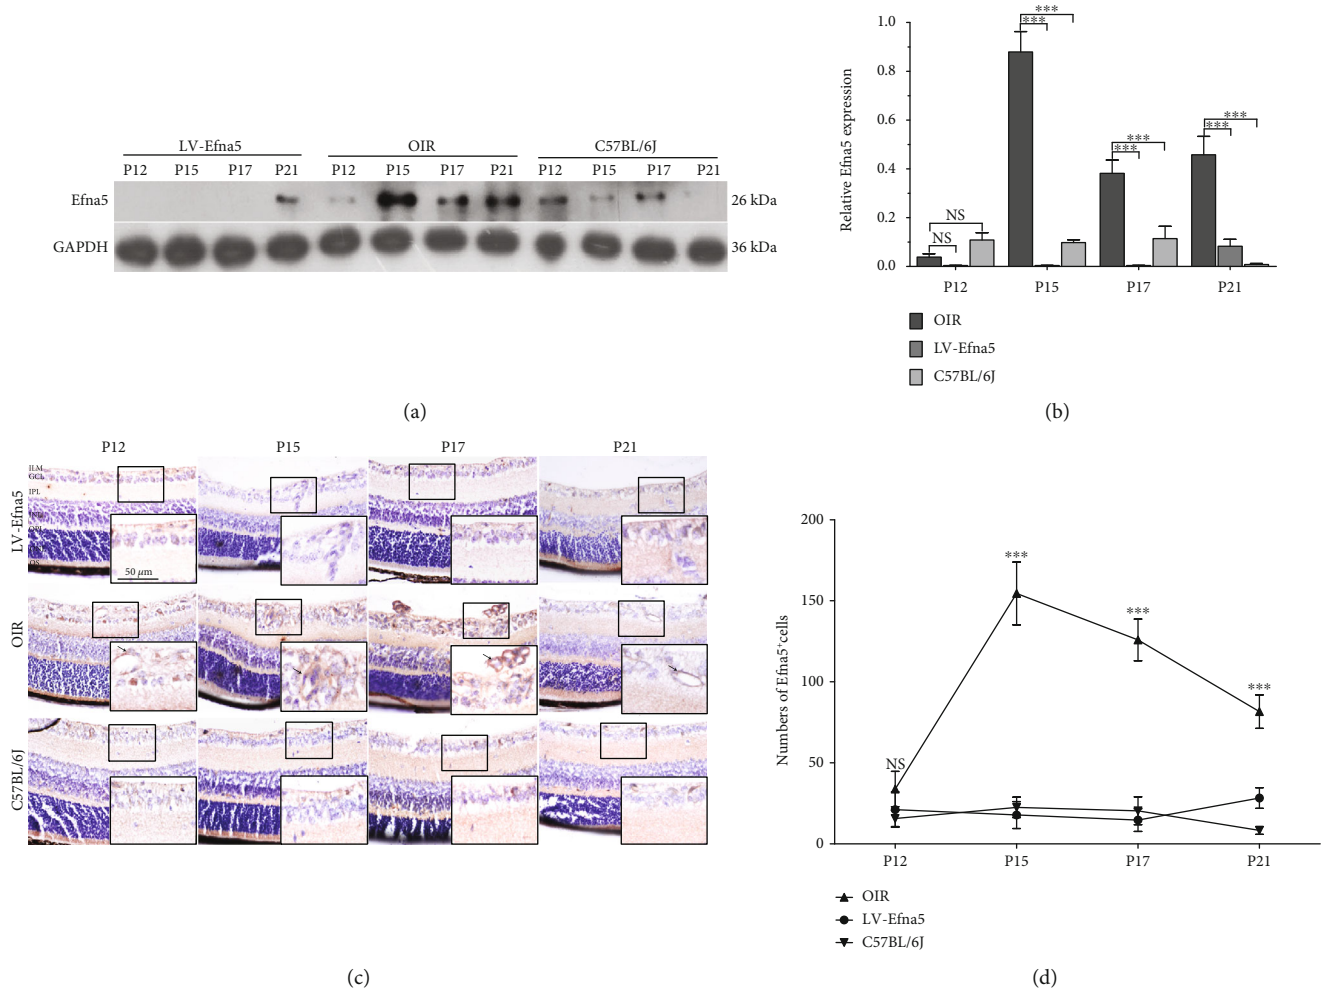 LV-Efna5 OIR C57BL/6J
P12 P15 P17 P21 P12 P15 P17 P21 P12 P15 P17 P21
Efna5 26 kDa
GAPDH 36 kDa
(a)
Relative Efna5 expression
1.0
0.8
0.6
0.4
0.2
0.0
NS
NS
***
***
***
***
***
***
P12 P15 P17 P21
OIR
LV-Efna5
C57BL/6J
(b)
P12 P15 P17 P21
LV-Efna5
ILM
GCL
IPL
INL
OPL
OS
50 μm
OIR
C57BL/6J
(c)
Numbers of Efna5⁺cells
200
150
100
50
0
NS
***
***
***
P12 P15 P17 P21
OIR
LV-Efna5
C57BL/6J
(d)